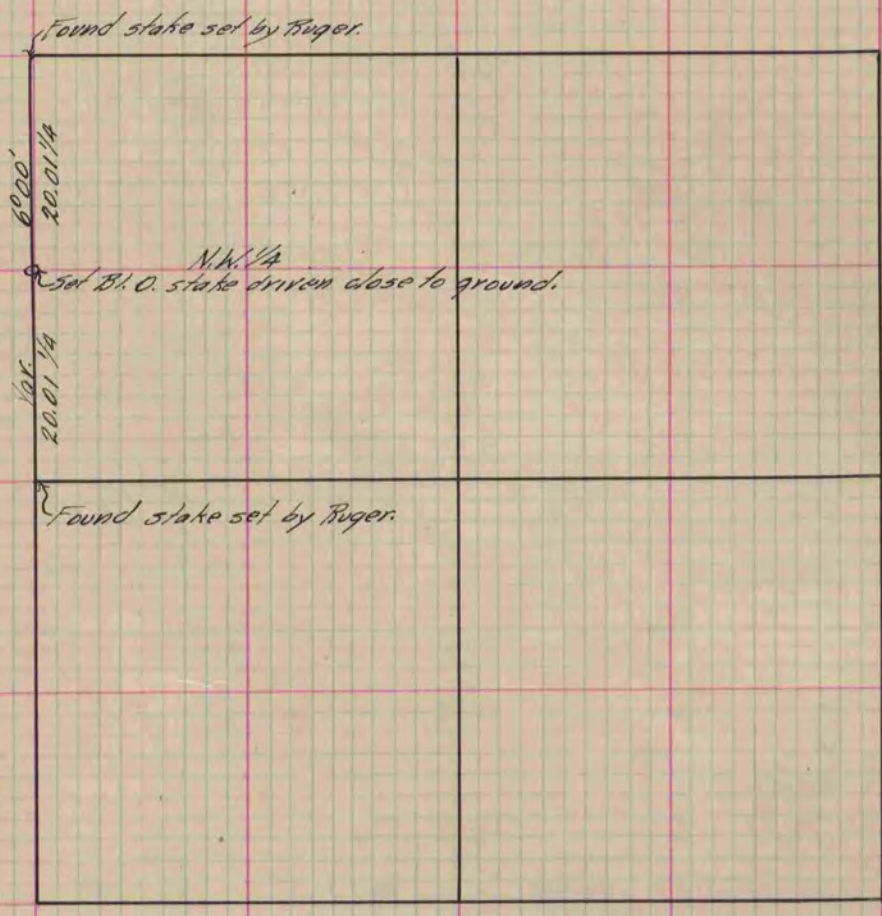 Found stake set by Ruger.
Var. 6°00'
20.01 1/4
N.W. 1/4
Set Bl. O. stake driven close to ground.
20.01 1/4
Found stake set by Ruger.